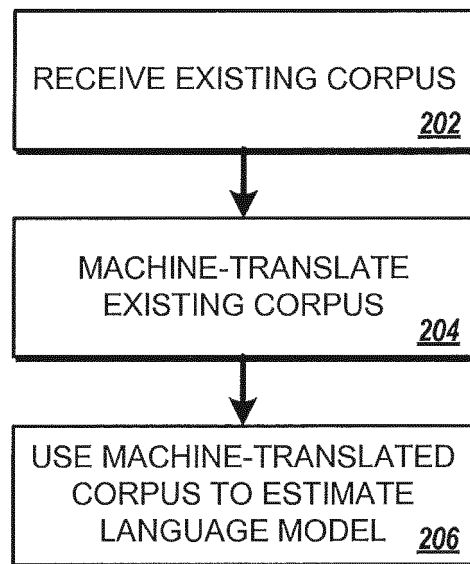 RECEIVE EXISTING CORPUS
202
MACHINE-TRANSLATE
EXISTING CORPUS
204
USE MACHINE-TRANSLATED
CORPUS TO ESTIMATE
LANGUAGE MODEL
206